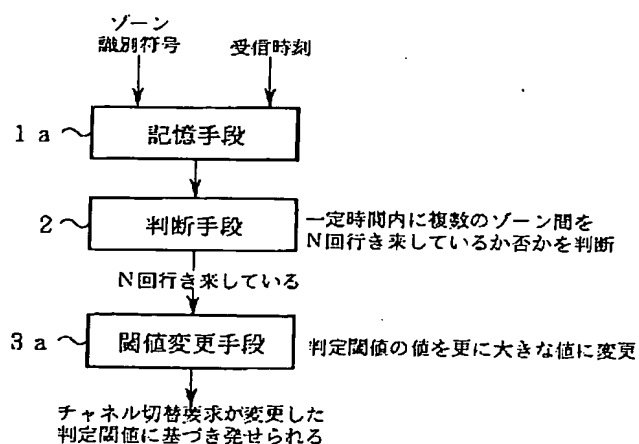 ゾーン
識別符号
受信時刻
1a
記憶手段
2
判断手段
一定時間内に複数のゾーン間を
N回行き来しているか否かを判断
N回行き来している
3a
閾値変更手段
判定閾値の値を更に大きな値に変更
チャネル切替要求が変更した
判定閾値に基づき発せられる